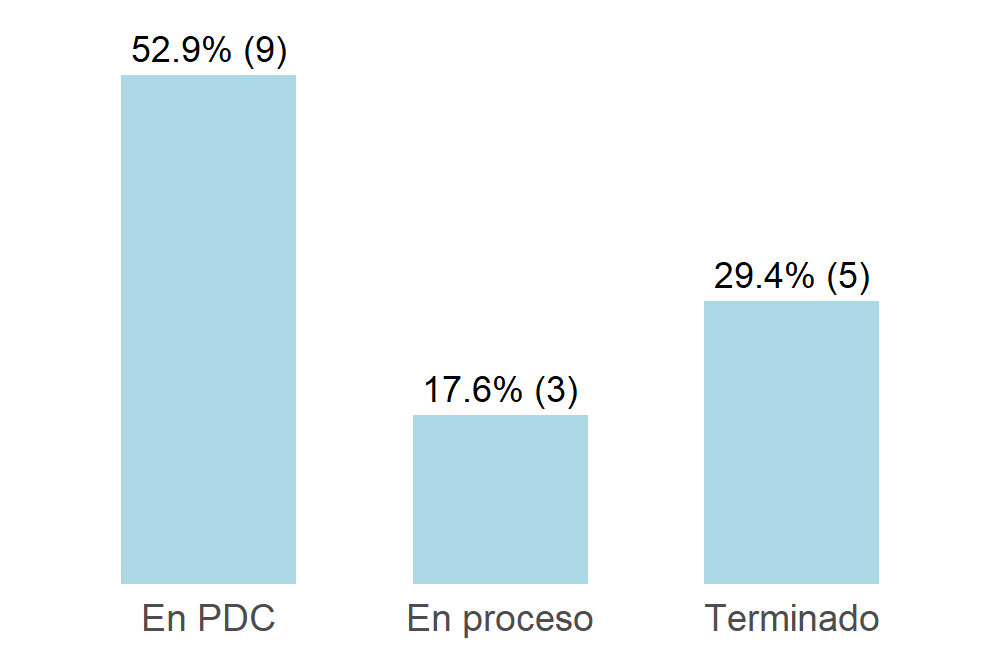 52.9% (9)
29.4% (5)
17.6% (3)
En PDC
En proceso
Terminado